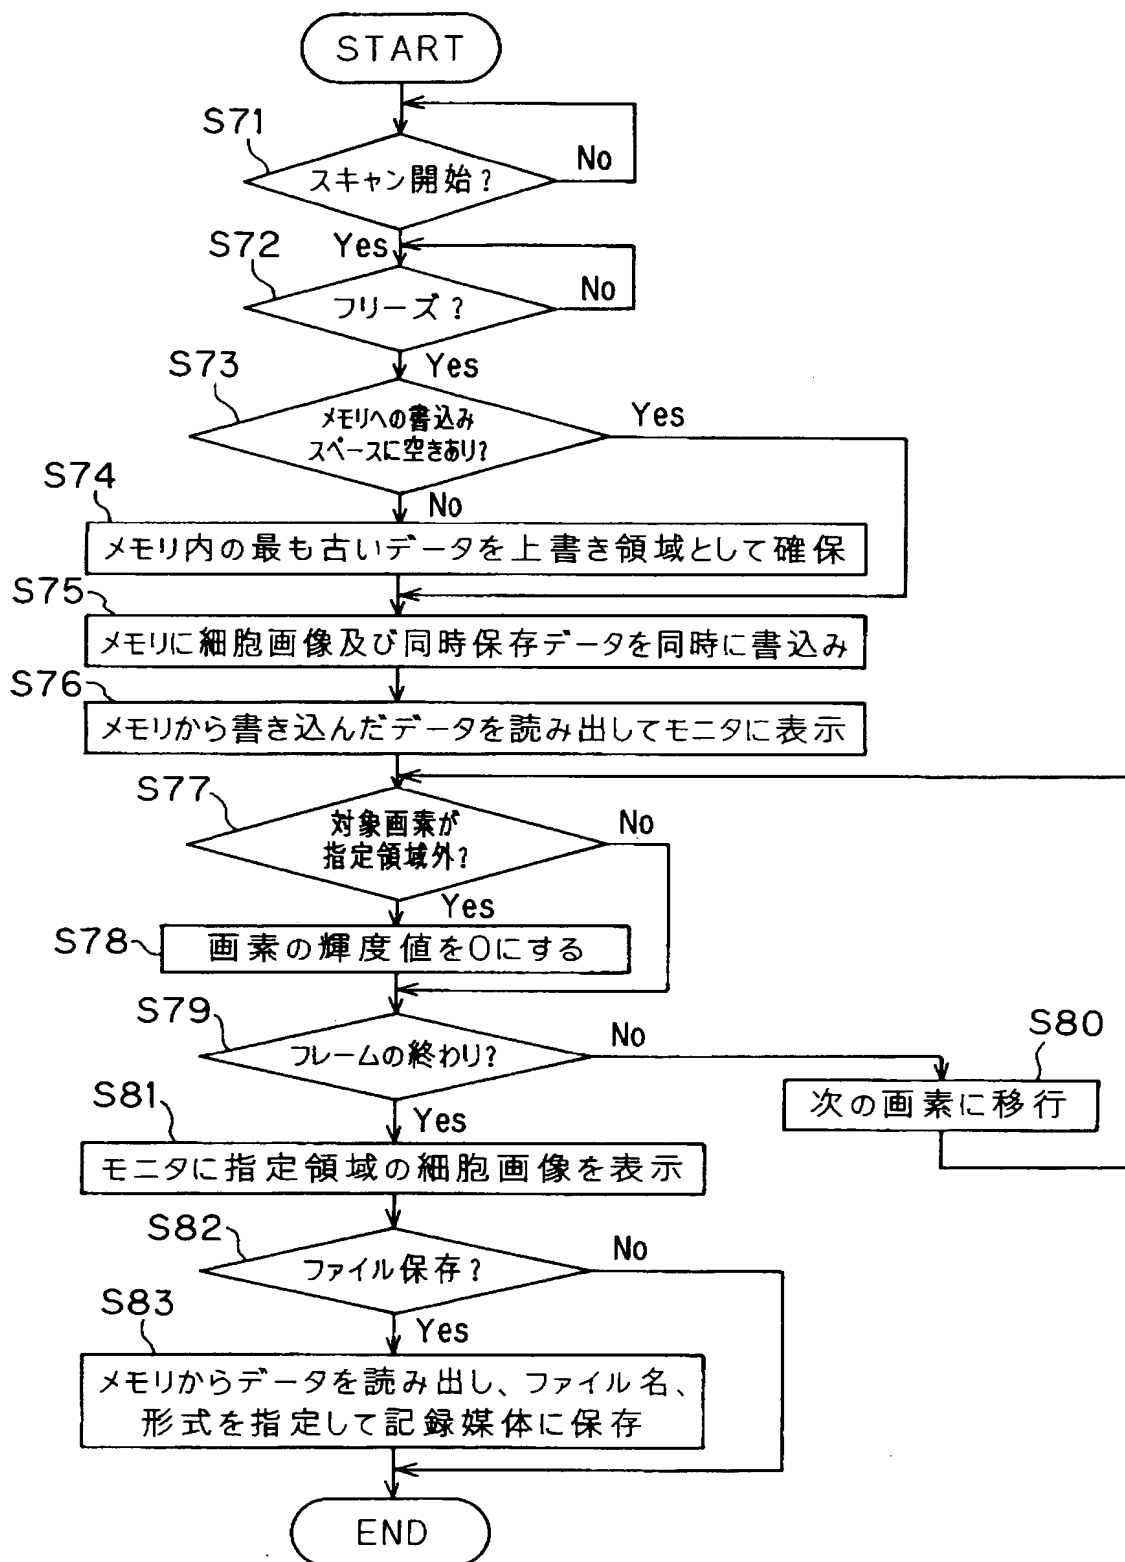 START
S71
スキャン開始?
No
Yes
S72
フリーズ?
No
Yes
S73
メモリへの書込み
スペースに空きあり?
Yes
No
S74
メモリ内の最も古いデータを上書き領域として確保
S75
メモリに細胞画像及び同時保存データを同時に書込み
S76
メモリから書き込んだデータを読み出してモニタに表示
S77
対象画素が
指定領域外?
No
Yes
S78
画素の輝度値を0にする
S79
フレームの終わり?
No
S80
次の画素に移行
Yes
S81
モニタに指定領域の細胞画像を表示
S82
ファイル保存?
No
Yes
S83
メモリからデータを読み出し、ファイル名、
形式を指定して記録媒体に保存
END